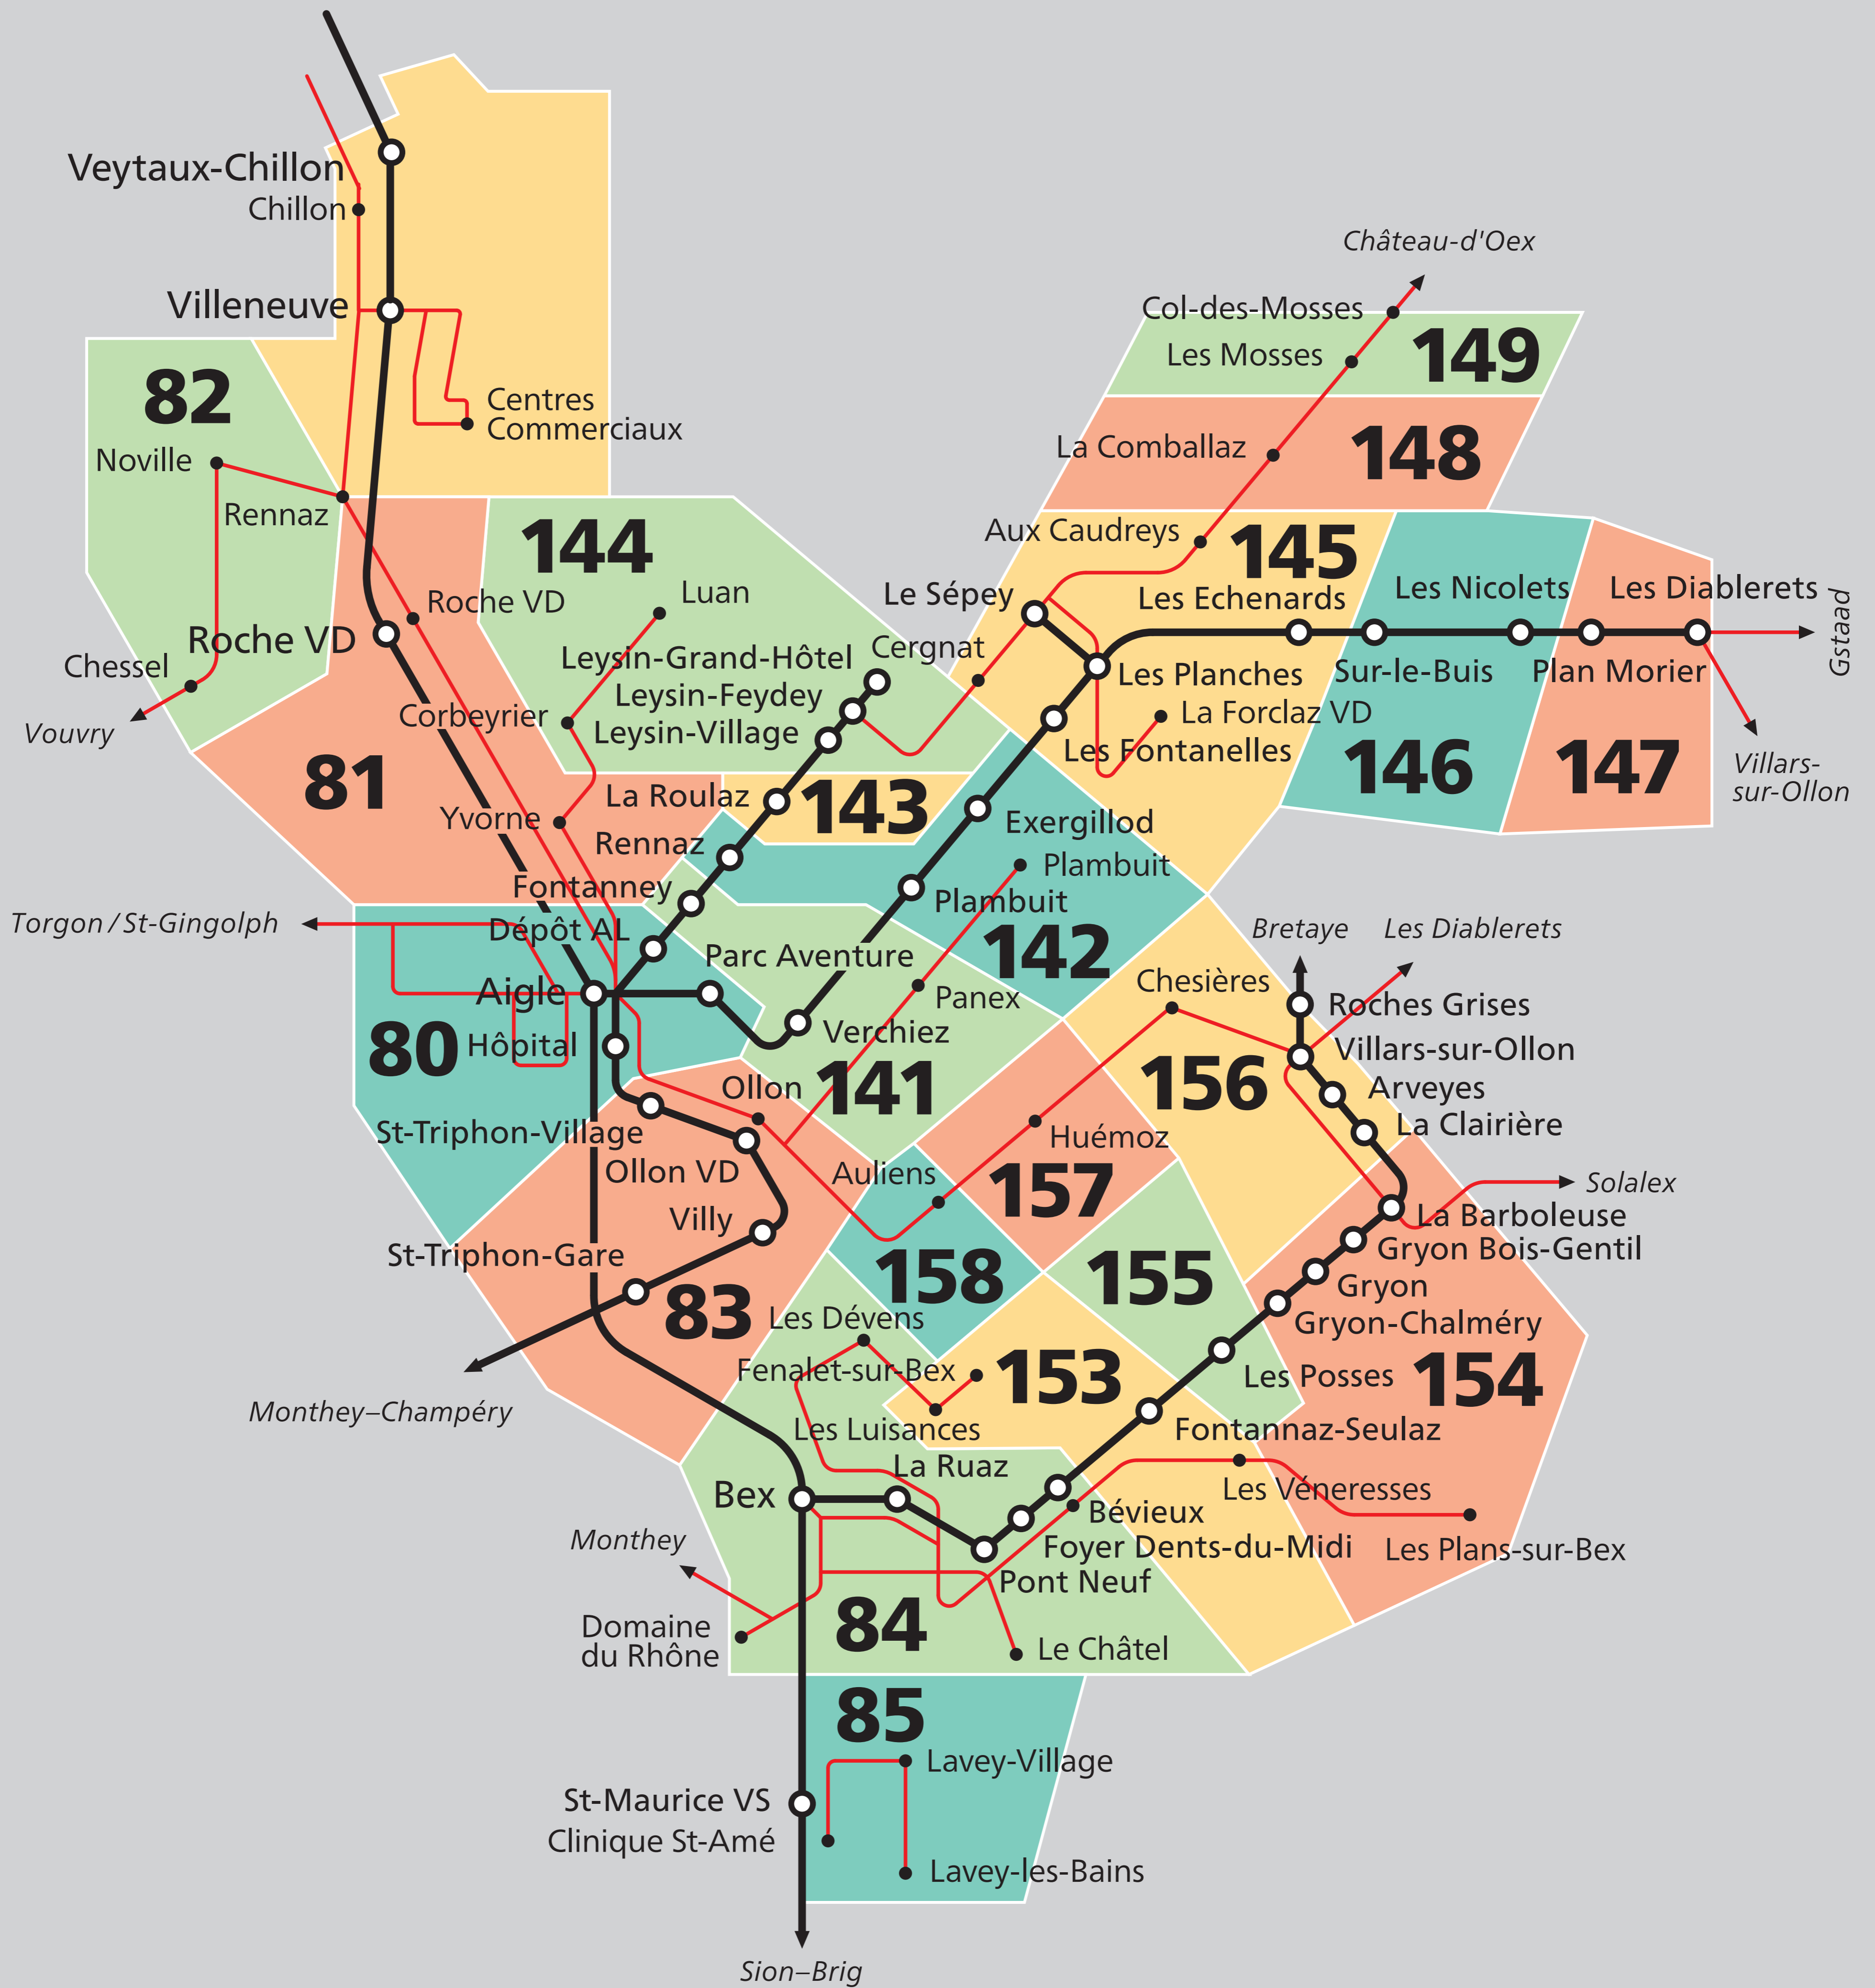 Veytaux-Chillon
Chillon
Château-d'Oex
Villeneuve
Col-des-Mosses
149
Les Mosses
82
Centres
Commerciaux
148
La Comballaz
Noville
Rennaz
144
Aux Caudreys
145
Luan
Le Sépey
Les Echenards
Les Nicolets
Les Diablerets
Gstaad
Roche VD
Roche VD
Cergnat
Leysin-Grand-Hôtel
Chessel
Les Planches
Sur-le-Buis
Plan Morier
Leysin-Feydey
Corbeyrier
La Forclaz VD
Vouvry
Leysin-Village
Les Fontanelles
81
146
147
Villars-
sur-Ollon
La Roulaz
143
Yvorne
Exergillod
Rennaz
Plambuit
Fontanney
Plambuit
Torgon/St-Gingolph
Dépôt AL
Bretaye
Les Diablerets
Parc Aventure
142
Aigle
Chesières
Panex
Roches Grises
80
Hôpital
Verchiez
Villars-sur-Ollon
Ollon
141
156
Arveyes
St-Triphon-Village
La Clairière
Huémoz
Ollon VD
Auliens
157
Solalex
Villy
La Barboleuse
St-Triphon-Gare
Gryon Bois-Gentil
158
155
Gryon
83
Les Dévens
Gryon-Chalméry
Fenalet-sur-Bex
153
Les Posses
154
Monthey–Champéry
Les Luisances
Fontannaz-Seulaz
La Ruaz
Bex
Les Véneresses
Bévieux
Monthey
Foyer Dents-du-Midi
Les Plans-sur-Bex
Pont Neuf
84
Domaine
du Rhône
Le Châtel
85
Lavey-Village
St-Maurice VS
Clinique St-Amé
Lavey-les-Bains
Sion–Brig